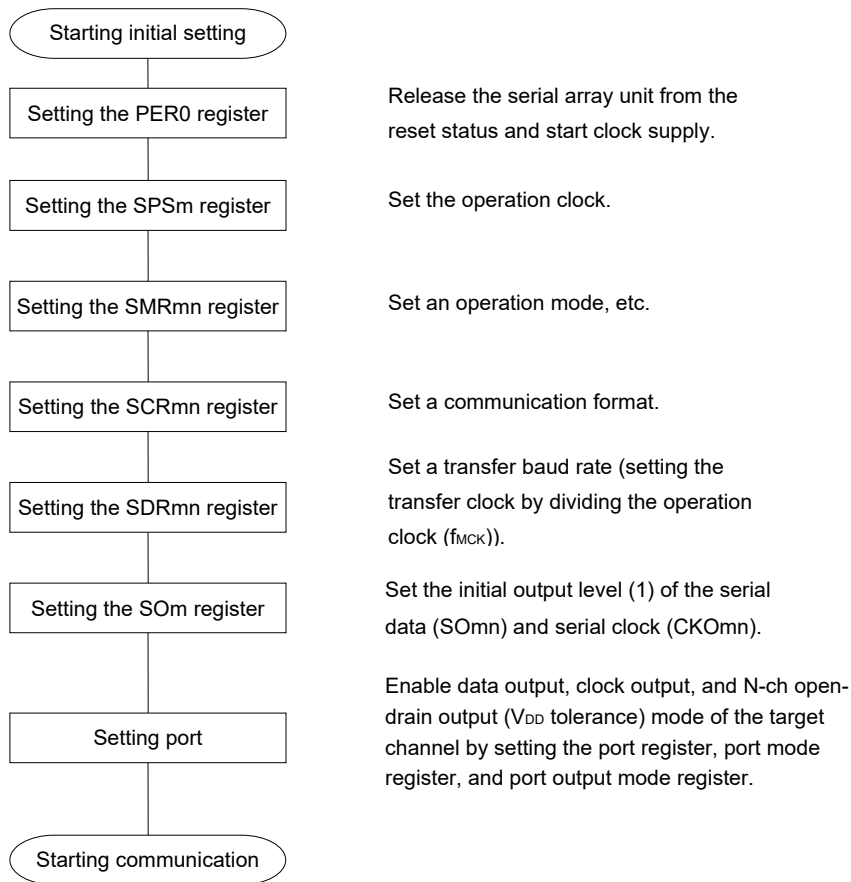 Starting initial setting
Setting the PER0 register
Release the serial array unit from the
reset status and start clock supply.
Setting the SPSm register
Set the operation clock.
Setting the SMRmn register
Set an operation mode, etc.
Setting the SCRmn register
Set a communication format.
Setting the SDRmn register
Set a transfer baud rate (setting the
transfer clock by dividing the operation
clock (fMCK)).
Setting the SOm register
Set the initial output level (1) of the serial
data (SOmn) and serial clock (CKOmn).
Setting port
Enable data output, clock output, and N-ch open-
drain output (VDD tolerance) mode of the target
channel by setting the port register, port mode
register, and port output mode register.
Starting communication